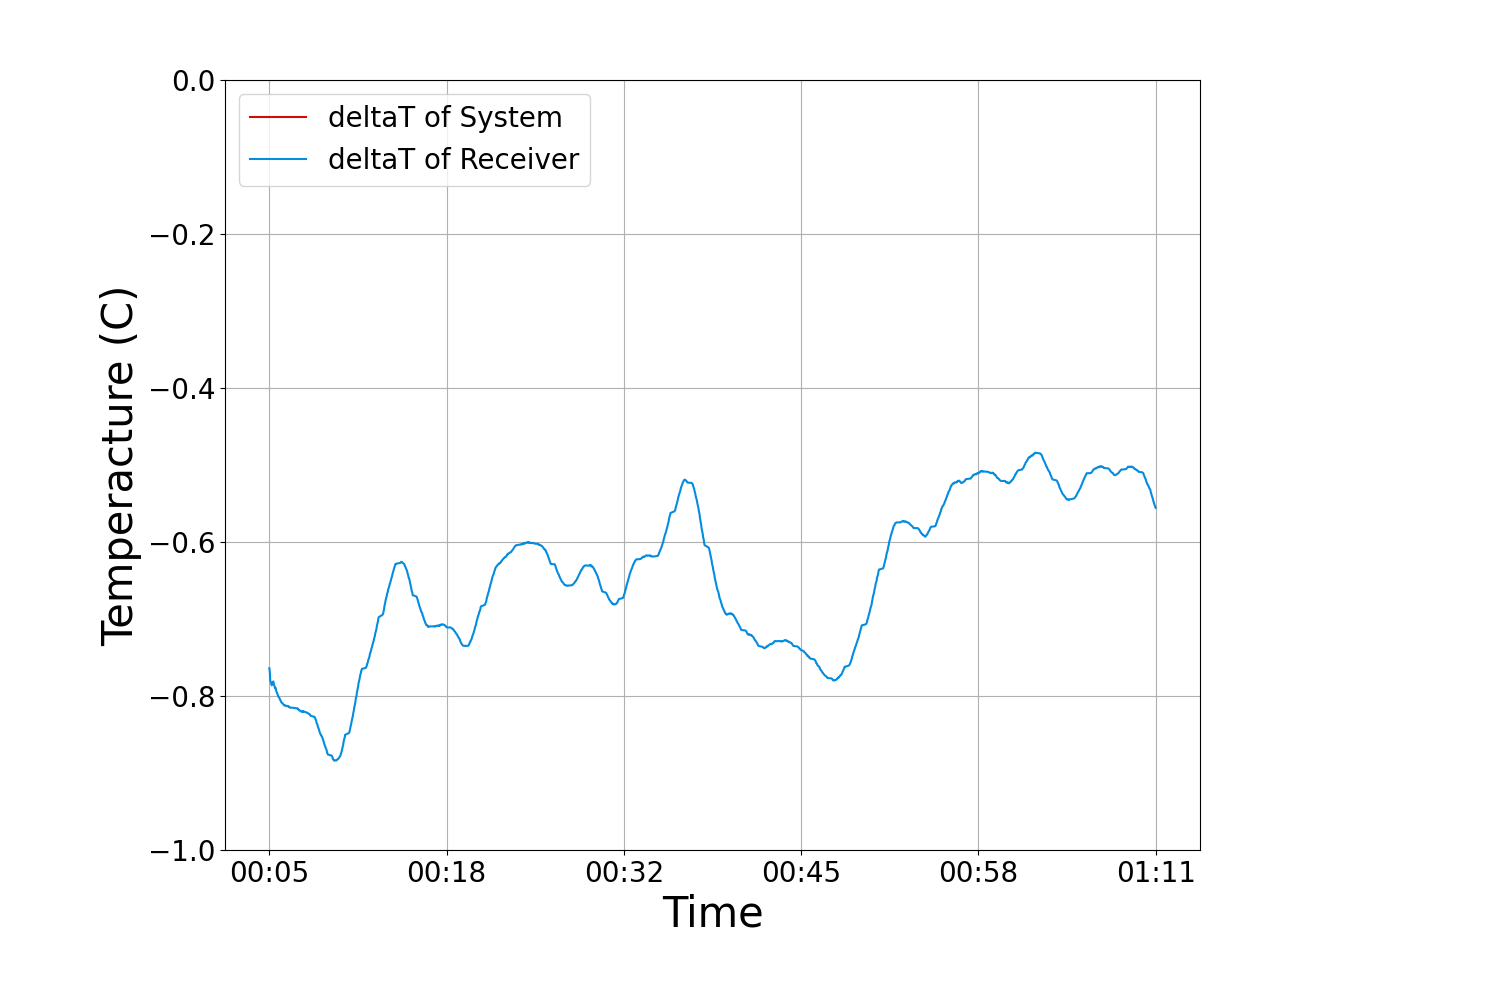 deltaT of System
deltaT of Receiver
0.0
−0.2
−0.4
−0.6
−0.8
−1.0
Temperacture (C)
00:05 00:18 00:32 00:45 00:58 01:11
Time